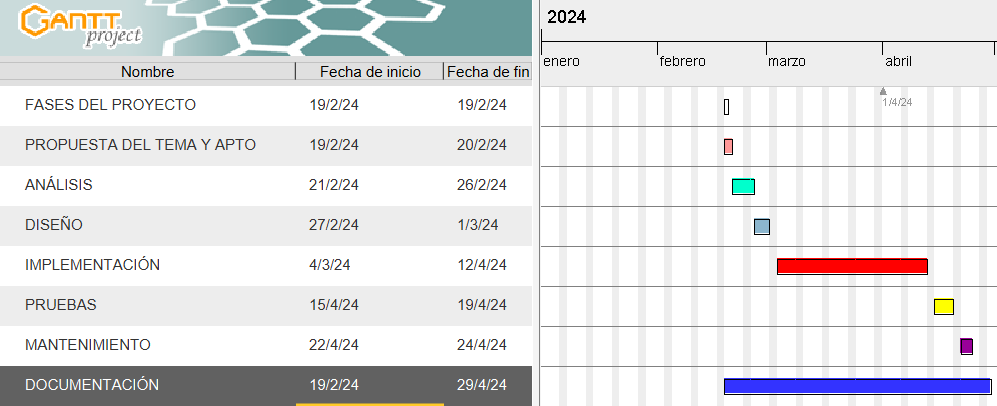 GANTT
project
2024
enero febrero marzo abril
Nombre Fecha de inicio Fecha de fin
1/4/24
FASES DEL PROYECTO 19/2/24 19/2/24
PROPUESTA DEL TEMA Y APTO 19/2/24 20/2/24
ANÁLISIS 21/2/24 26/2/24
DISEÑO 27/2/24 1/3/24
IMPLEMENTACIÓN 4/3/24 12/4/24
PRUEBAS 15/4/24 19/4/24
MANTENIMIENTO 22/4/24 24/4/24
DOCUMENTACIÓN 19/2/24 29/4/24